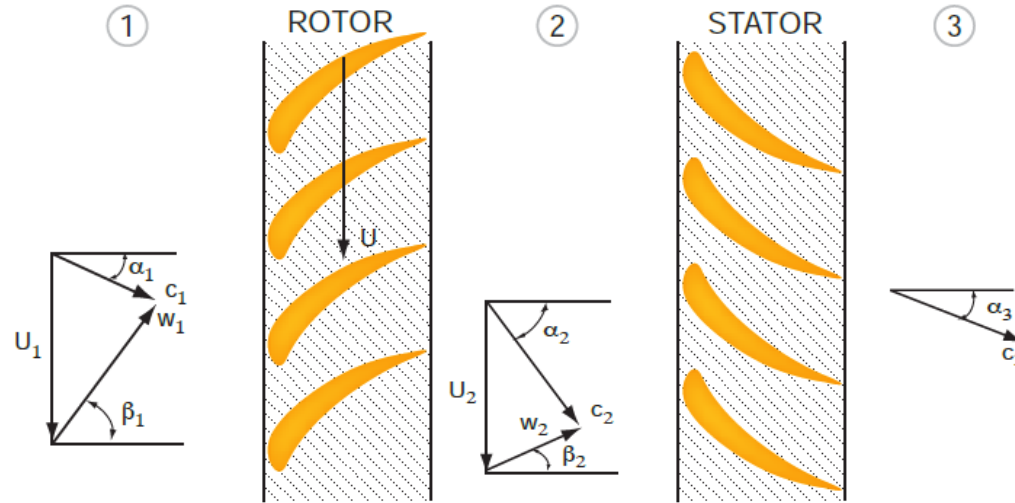 1
ROTOR
2
STATOR
3
U
α₁
c₁
w₁
U₁
β₁
α₂
U₂
c₂
w₂
β₂
α₃